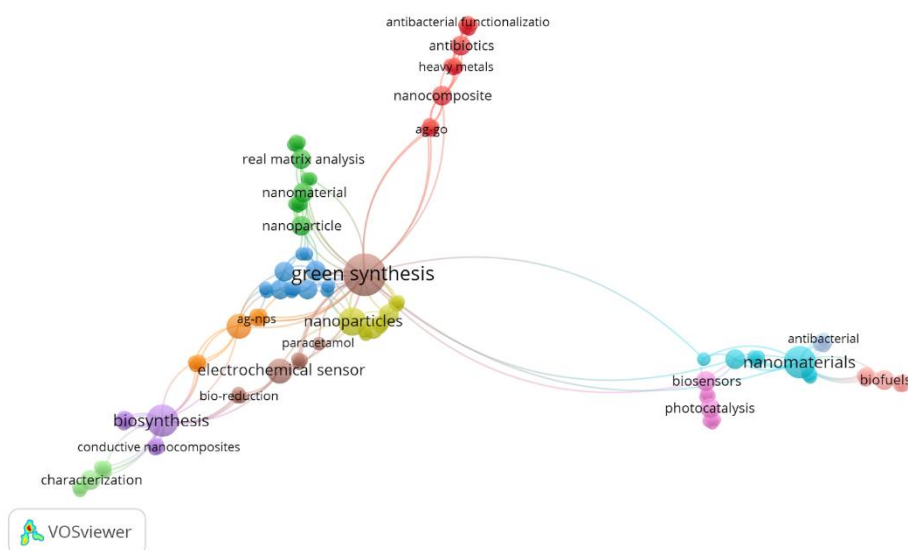 antibacterial functionalizatio
antibiotics
heavy metals
nanocomposite
ag-go
real matrix analysis
nanomaterial
nanoparticle
green synthesis
ag-nps
nanoparticles
paracetamol
electrochemical sensor
bio-reduction
biosynthesis
conductive nanocomposites
characterization
antibacterial
nanomaterials
biosensors
biofuels
photocatalysis
VOSviewer